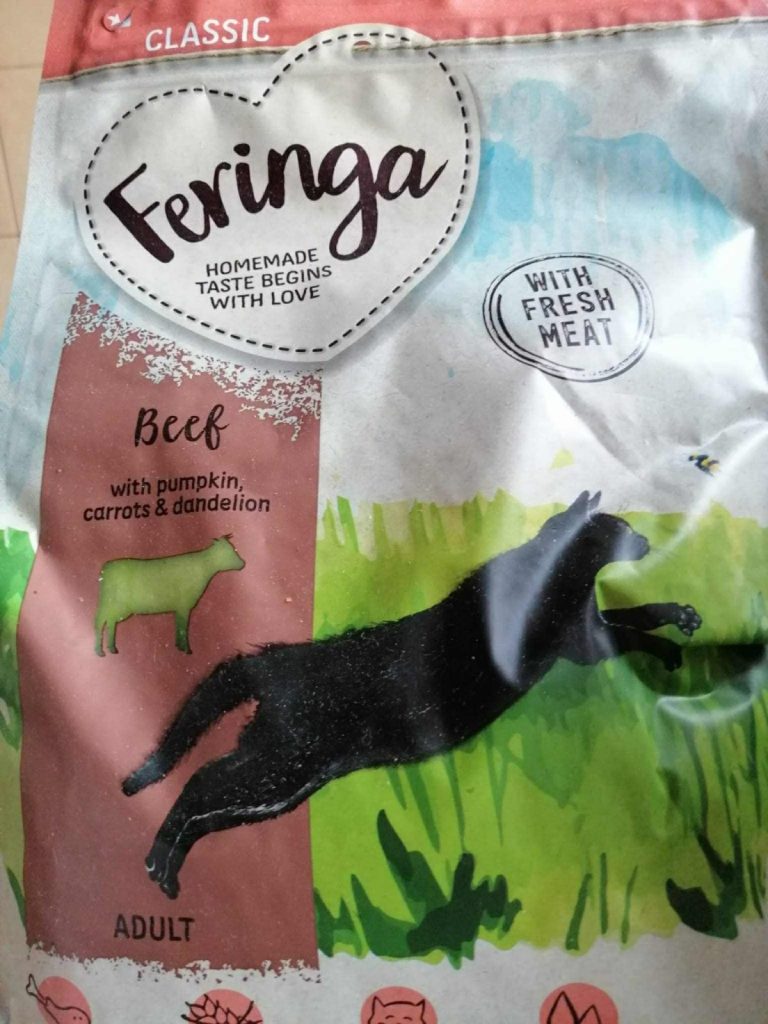 CLASSIC
Feringa
HOMEMADE
TASTE BEGINS
WITH LOVE
WITH
FRESH
MEAT
Beef
with pumpkin,
carrots & dandelion
ADULT